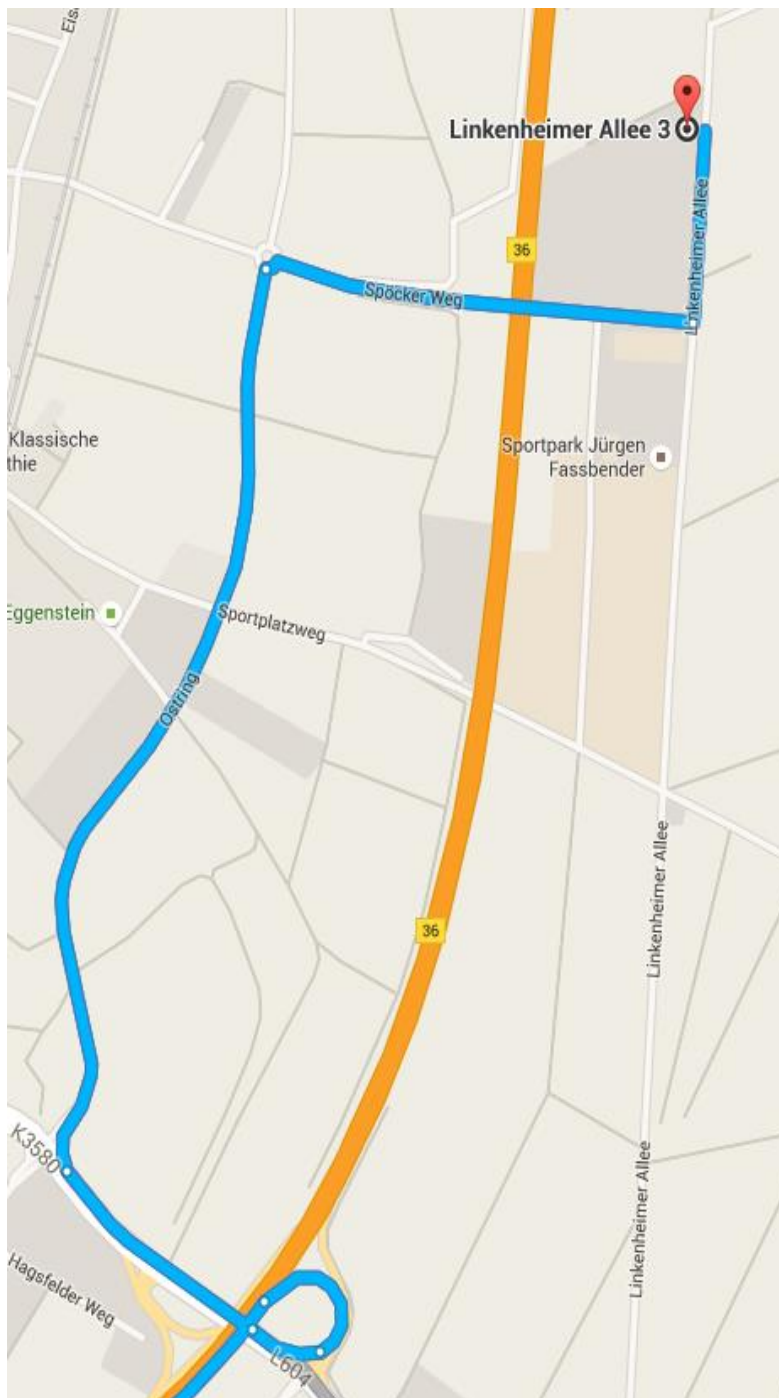 Eis
Linkenheimer Allee 3
Linkenheimer Allee
36
Spöcker Weg
Klassische
thie
Sportpark Jürgen
Fassbender
Eggenstein
Sportplatzweg
Ostring
Linkenheimer Allee
36
K3580
Linkenheimer Allee
Hagsfelder Weg
L604